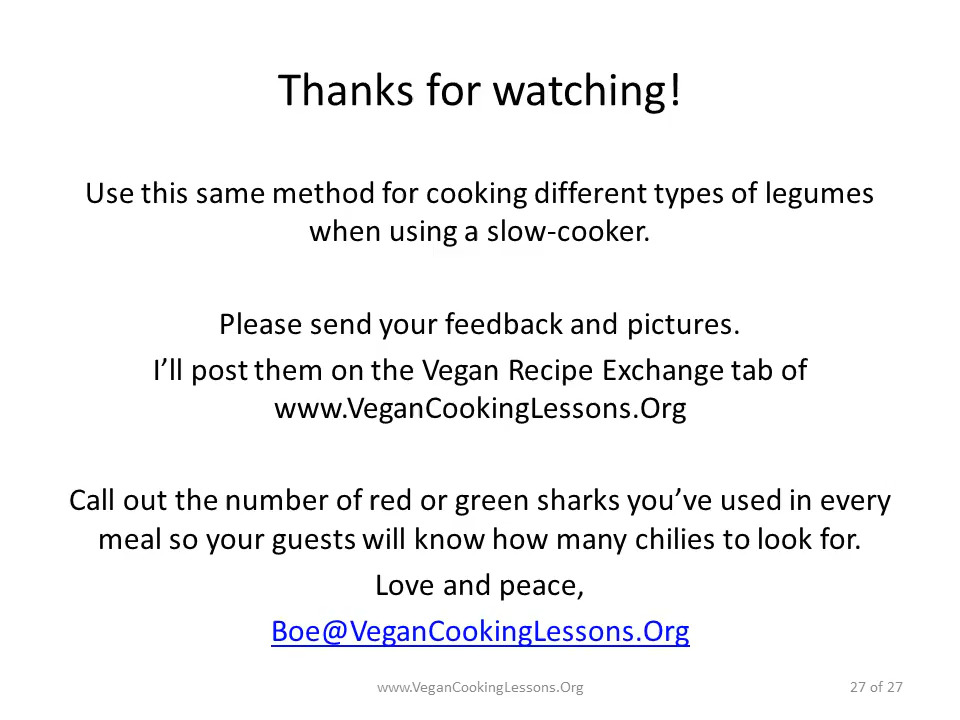 Thanks for watching!
Use this same method for cooking different types of legumes
when using a slow-cooker.
Please send your feedback and pictures.
I’ll post them on the Vegan Recipe Exchange tab of
www.VeganCookingLessons.Org
Call out the number of red or green sharks you’ve used in every
meal so your guests will know how many chilies to look for.
Love and peace,
Boe@VeganCookingLessons.Org
www.VeganCookingLessons.Org
27 of 27